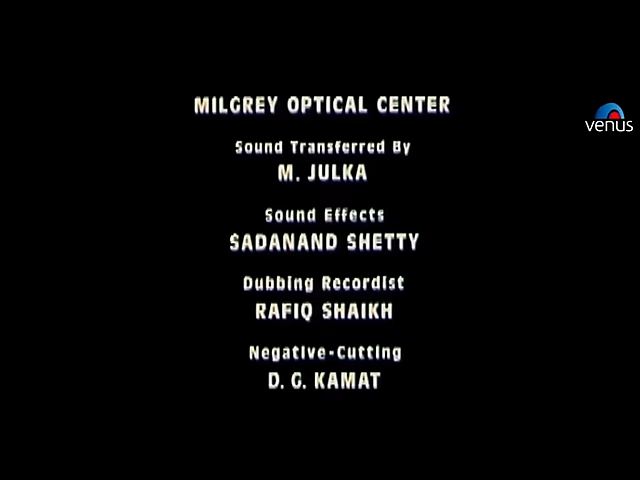 MILGREY OPTICAL CENTER
venus
Sound Transferred By
M. JULKA
Sound Effects
SADANAND SHETTY
Dubbing Recordist
RAFIQ SHAIKH
Negative-Cutting
D. G. KAMAT